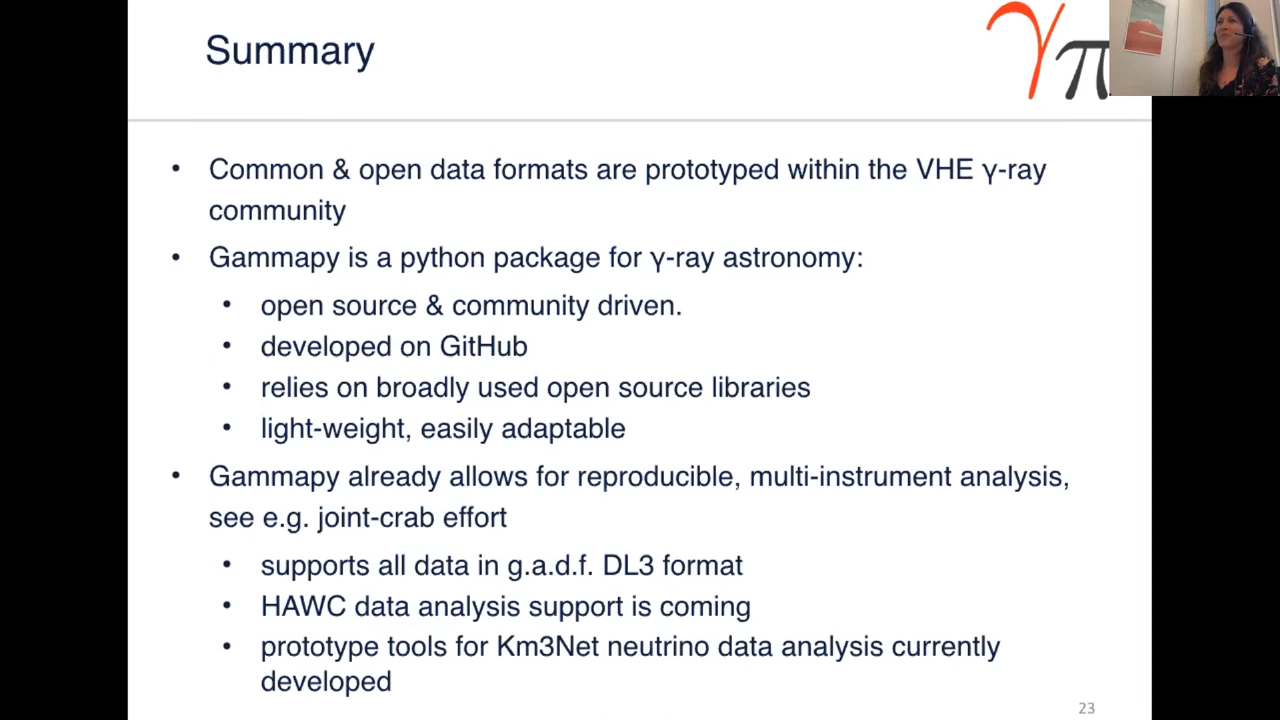 Summary
γπ
• Common & open data formats are prototyped within the VHE γ-ray
community
• Gammapy is a python package for γ-ray astronomy:
• open source & community driven.
• developed on GitHub
• relies on broadly used open source libraries
• light-weight, easily adaptable
• Gammapy already allows for reproducible, multi-instrument analysis,
see e.g. joint-crab effort
• supports all data in g.a.d.f. DL3 format
• HAWC data analysis support is coming
• prototype tools for Km3Net neutrino data analysis currently
developed
23